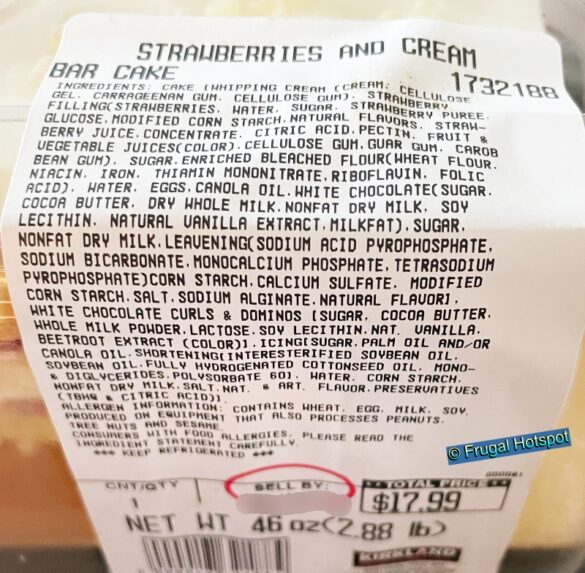 STRAWBERRIES AND CREAM
BAR CAKE 1732188
INGREDIENTS: CAKE [WHIPPING CREAM (CREAM, CELLULOSE
GEL, CARRAGEENAN GUM, CELLULOSE GUM), STRAWBERRY
FILLING(STRAWBERRIES, WATER, SUGAR, STRAWBERRY PUREE,
GLUCOSE,MODIFIED CORN STARCH,NATURAL FLAVORS, STRAW-
BERRY JUICE,CONCENTRATE, CITRIC ACID,PECTIN, FRUIT &
VEGETABLE JUICES(COLOR),CELLULOSE GUM,GUAR GUM, CAROB
BEAN GUM), SUGAR,ENRICHED BLEACHED FLOUR(WHEAT FLOUR,
NIACIN, IRON, THIAMIN MONONITRATE,RIBOFLAVIN, FOLIC
ACID), WATER, EGGS,CANOLA OIL,WHITE CHOCOLATE(SUGAR,
COCOA BUTTER, DRY WHOLE MILK,NONFAT DRY MILK, SOY
LECITHIN, NATURAL VANILLA EXTRACT,MILKFAT),SUGAR,
NONFAT DRY MILK,LEAVENING(SODIUM ACID PYROPHOSPHATE,
SODIUM BICARBONATE,MONOCALCIUM PHOSPHATE,TETRASODIUM
PYROPHOSPHATE)CORN STARCH,CALCIUM SULFATE, MODIFIED
CORN STARCH,SALT,SODIUM ALGINATE,NATURAL FLAVOR],
WHITE CHOCOLATE CURLS & DOMINOS [SUGAR, COCOA BUTTER,
WHOLE MILK POWDER,LACTOSE,SOY LECITHIN,NAT. VANILLA,
BEETROOT EXTRACT (COLOR)],ICING[SUGAR,PALM OIL AND/OR
CANOLA OIL,SHORTENING(INTERESTERIFIED SOYBEAN OIL,
SOYBEAN OIL,FULLY HYDROGENATED COTTONSEED OIL, MONO-
& DIGLYCERIDES,POLYSORBATE 60), WATER, CORN STARCH,
NONFAT DRY MILK,SALT,NAT. & ART. FLAVOR,PRESERVATIVES
(TBHQ & CITRIC ACID)].
ALLERGEN INFORMATION: CONTAINS WHEAT, EGG, MILK, SOY.
PRODUCED ON EQUIPMENT THAT ALSO PROCESSES PEANUTS,
TREE NUTS AND SESAME.
CONSUMERS WITH FOOD ALLERGIES, PLEASE READ THE
INGREDIENT STATEMENT CAREFULLY.
*** KEEP REFRIGERATED ***
© Frugal Hotspot
CNT/QTY SELL BY: **TOTAL PRICE**
1 $17.99
NET WT 46 oz(2.88 lb)
KIRKLAND